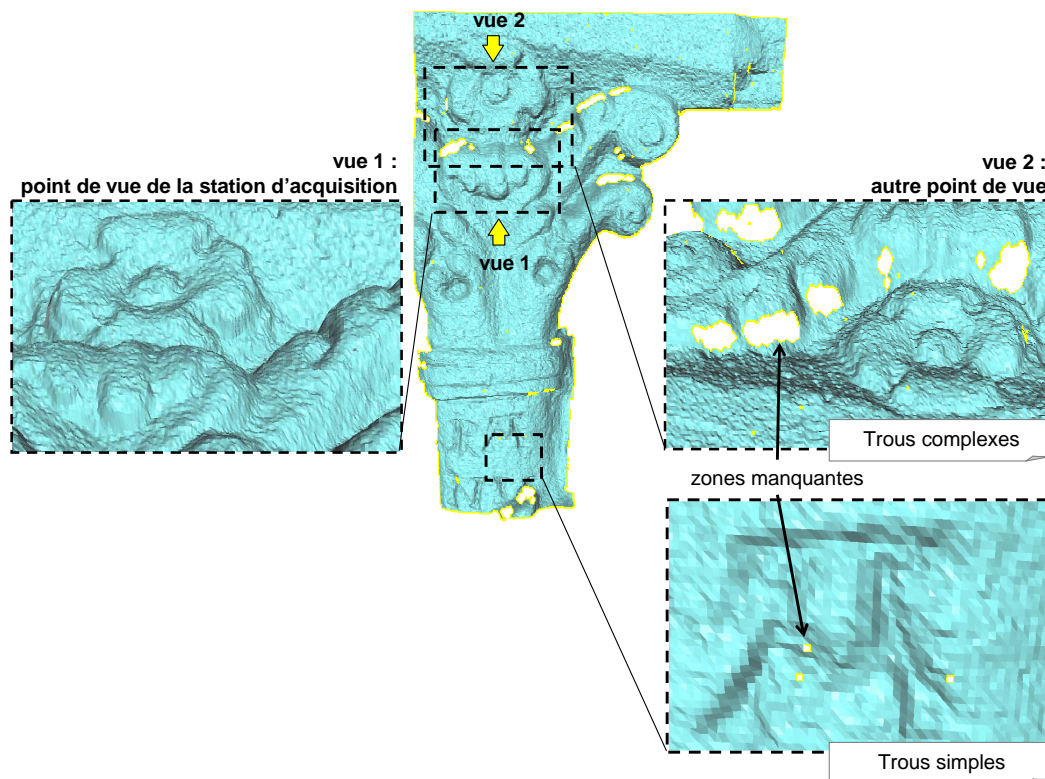 vue 2
vue 1 :
point de vue de la station d’acquisition
vue 2 :
autre point de vue
vue 1
Trous complexes
zones manquantes
Trous simples